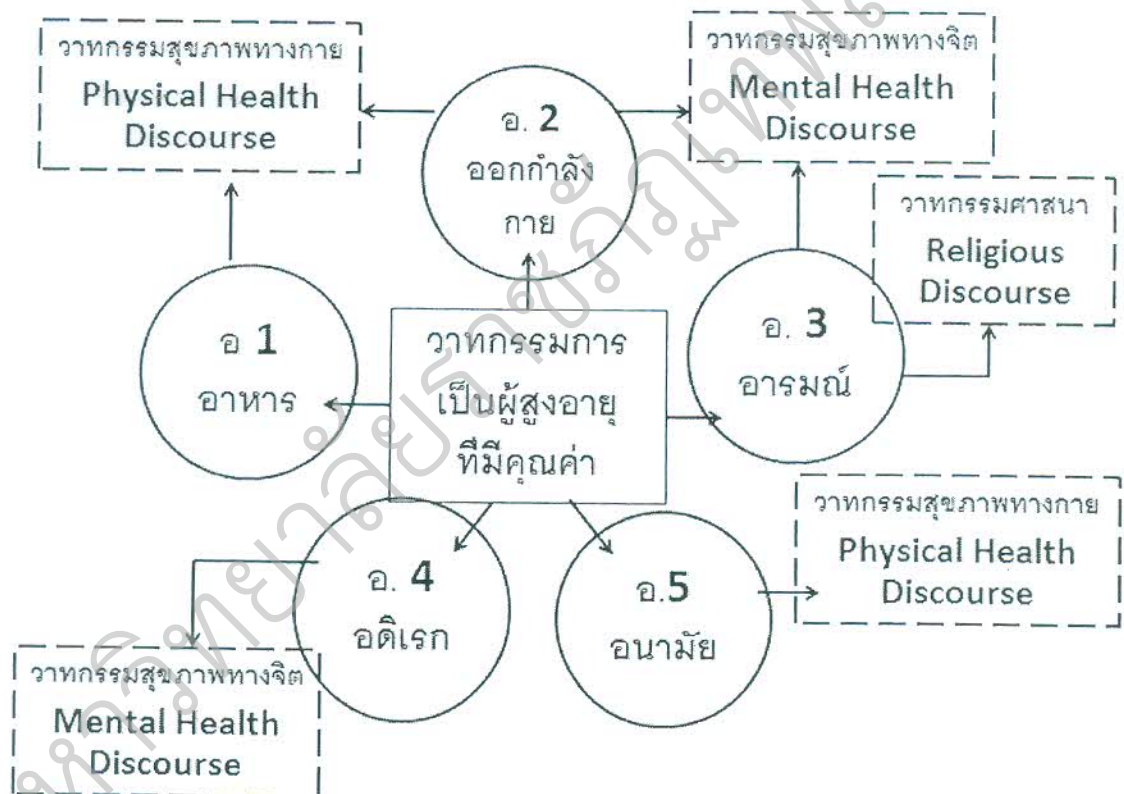 วาทกรรมสุขภาพทางกาย
Physical Health
Discourse
อ. 2
ออกกำลัง
กาย
วาทกรรมสุขภาพทางจิต
Mental Health
Discourse
วาทกรรมศาสนา
Religious
Discourse
อ 1
อาหาร
วาทกรรมการ
เป็นผู้สูงอายุ
ที่มีคุณค่า
อ. 3
อารมณ์
วาทกรรมสุขภาพทางกาย
Physical Health
Discourse
อ. 4
อดิเรก
อ.5
อนามัย
วาทกรรมสุขภาพทางจิต
Mental Health
Discourse